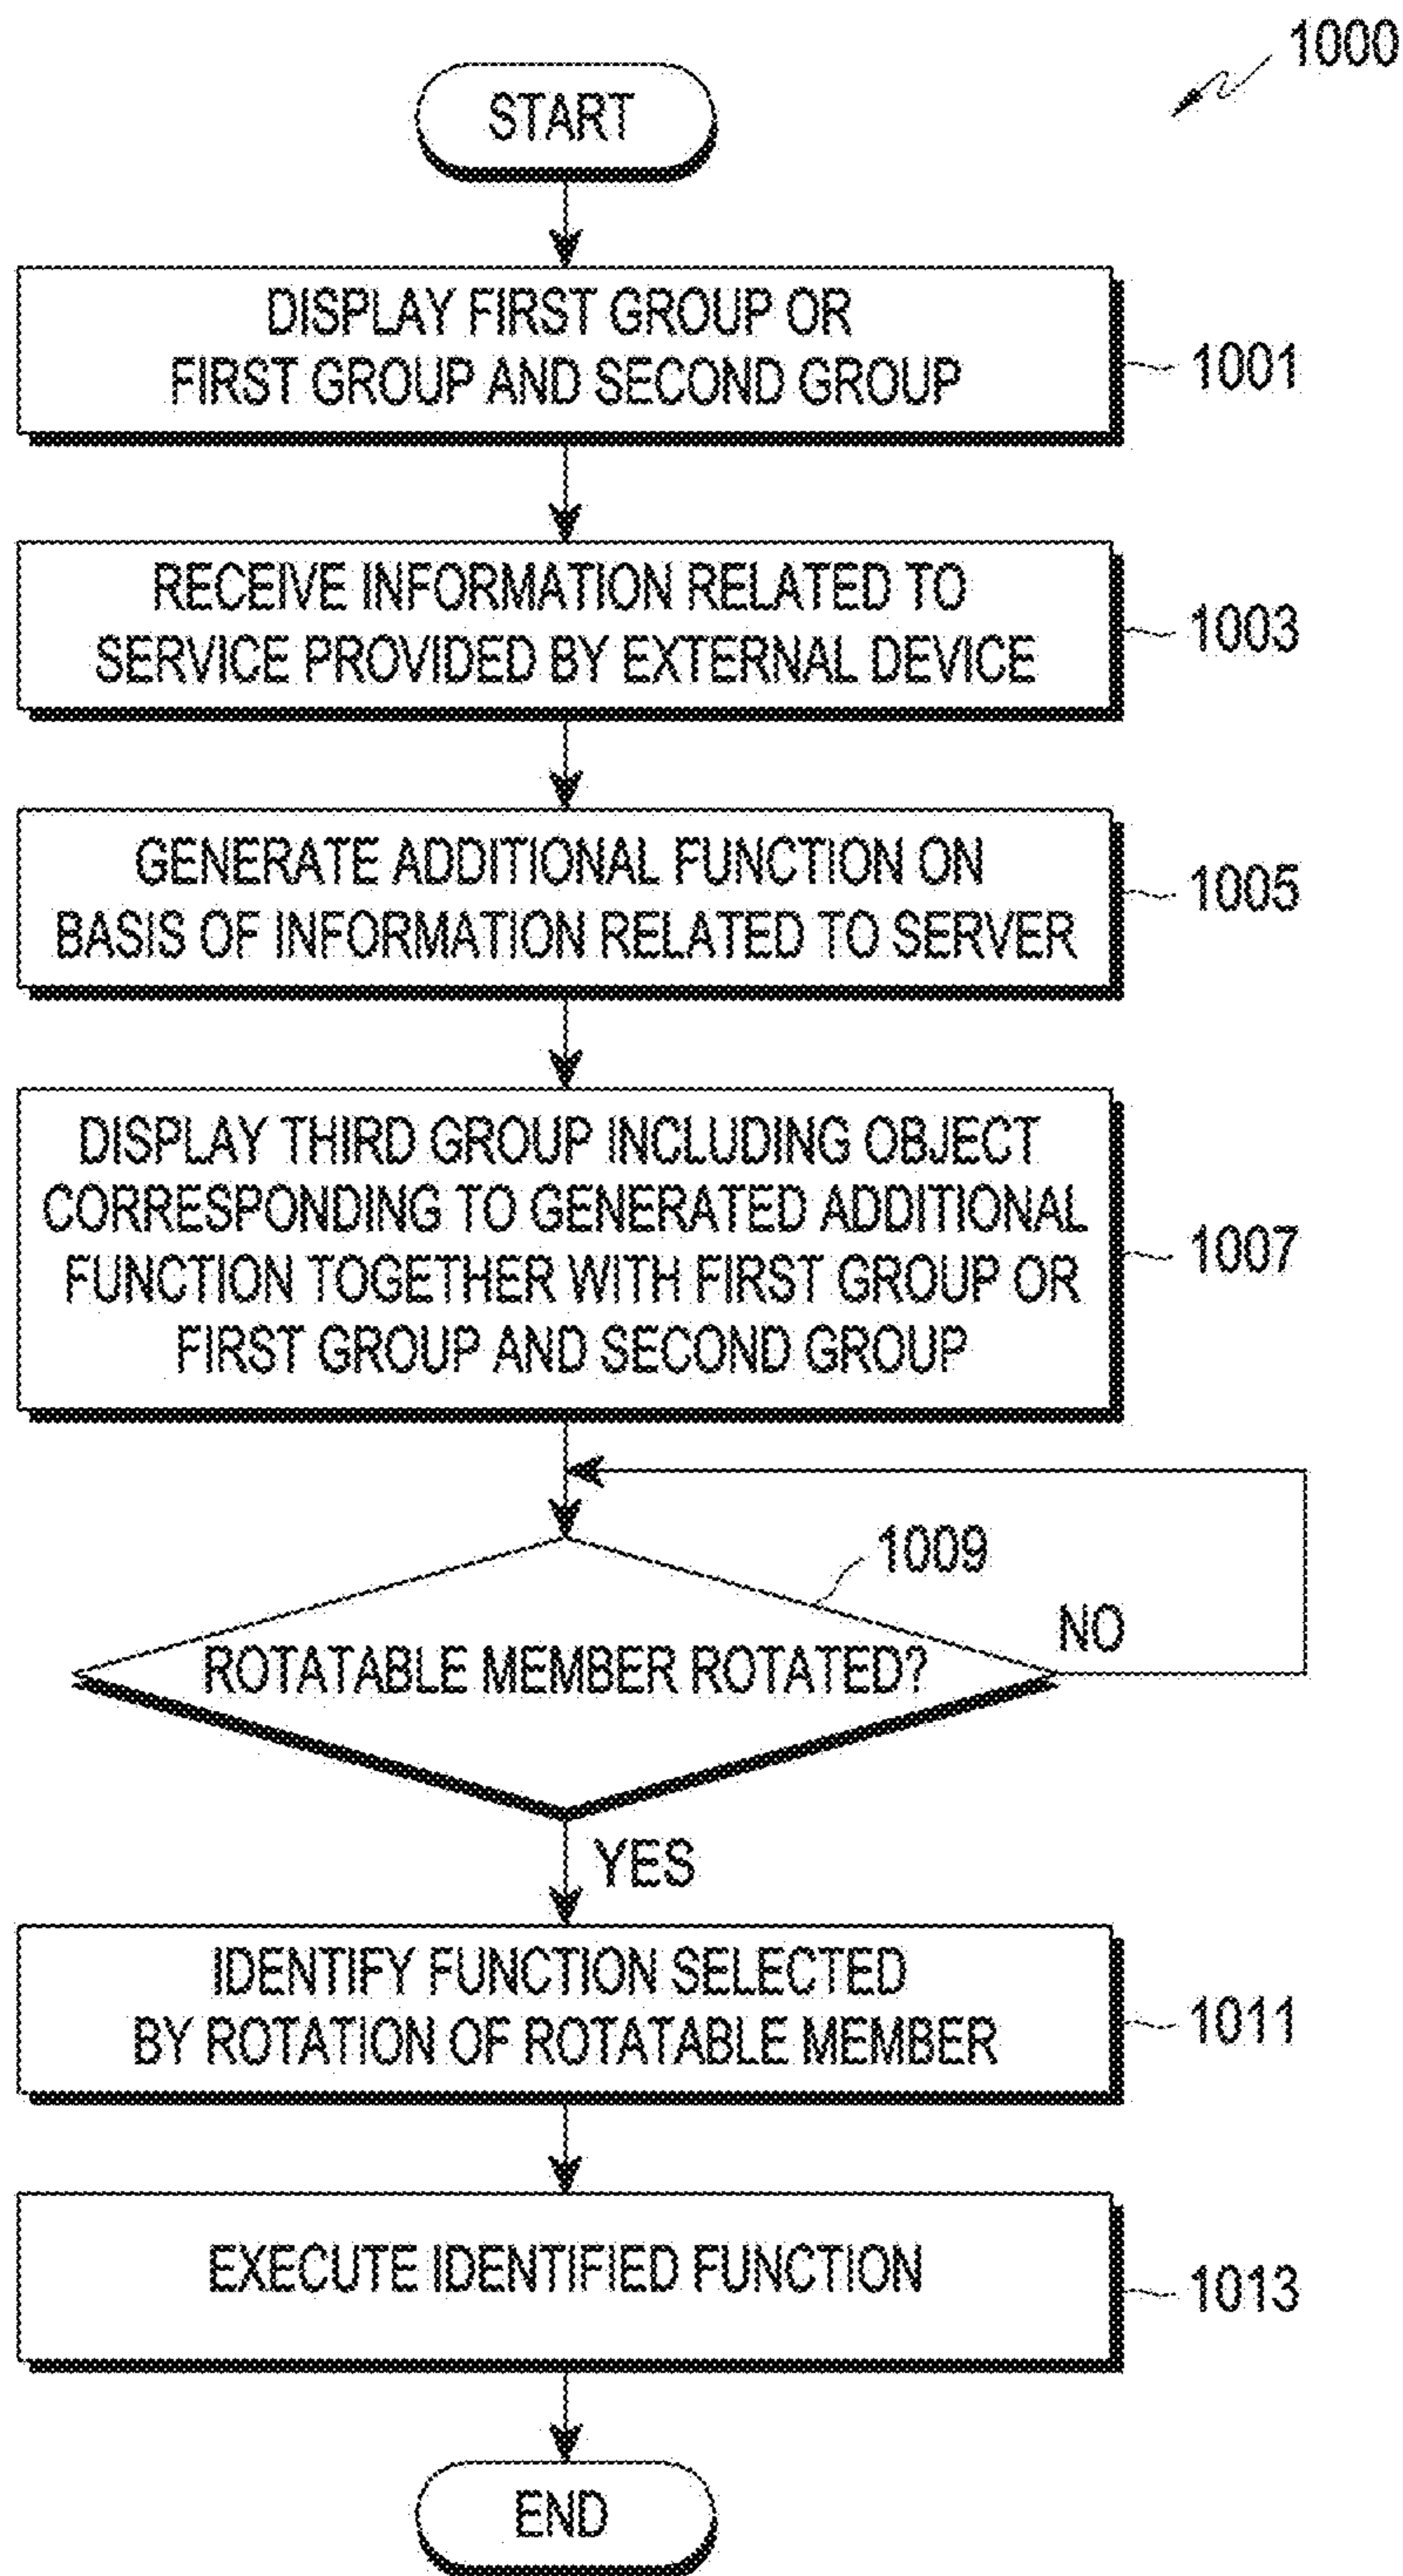 1000
START
DISPLAY FIRST GROUP OR
FIRST GROUP AND SECOND GROUP
1001
RECEIVE INFORMATION RELATED TO
SERVICE PROVIDED BY EXTERNAL DEVICE
1003
GENERATE ADDITIONAL FUNCTION ON
BASIS OF INFORMATION RELATED TO SERVER
1005
DISPLAY THIRD GROUP INCLUDING OBJECT
CORRESPONDING TO GENERATED ADDITIONAL
FUNCTION TOGETHER WITH FIRST GROUP OR
FIRST GROUP AND SECOND GROUP
1007
1009
ROTATABLE MEMBER ROTATED?
NO
YES
IDENTIFY FUNCTION SELECTED
BY ROTATION OF ROTATABLE MEMBER
1011
EXECUTE IDENTIFIED FUNCTION
1013
END